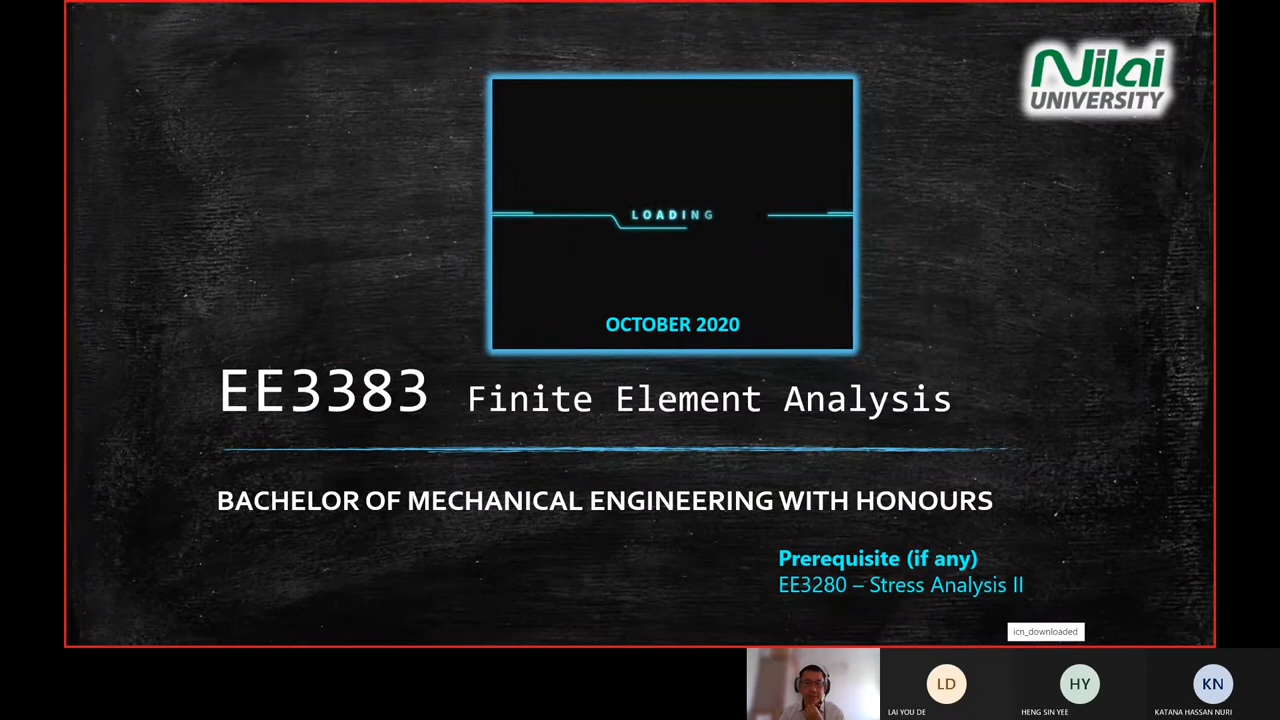 Nilai
UNIVERSITY
LOADING
OCTOBER 2020
EE3383 Finite Element Analysis
BACHELOR OF MECHANICAL ENGINEERING WITH HONOURS
Prerequisite (if any)
EE3280 – Stress Analysis II
icn_downloaded
LD
HY
KN
LAI YOU DE
HENG SIN YEE
KATANA HASSAN NURI